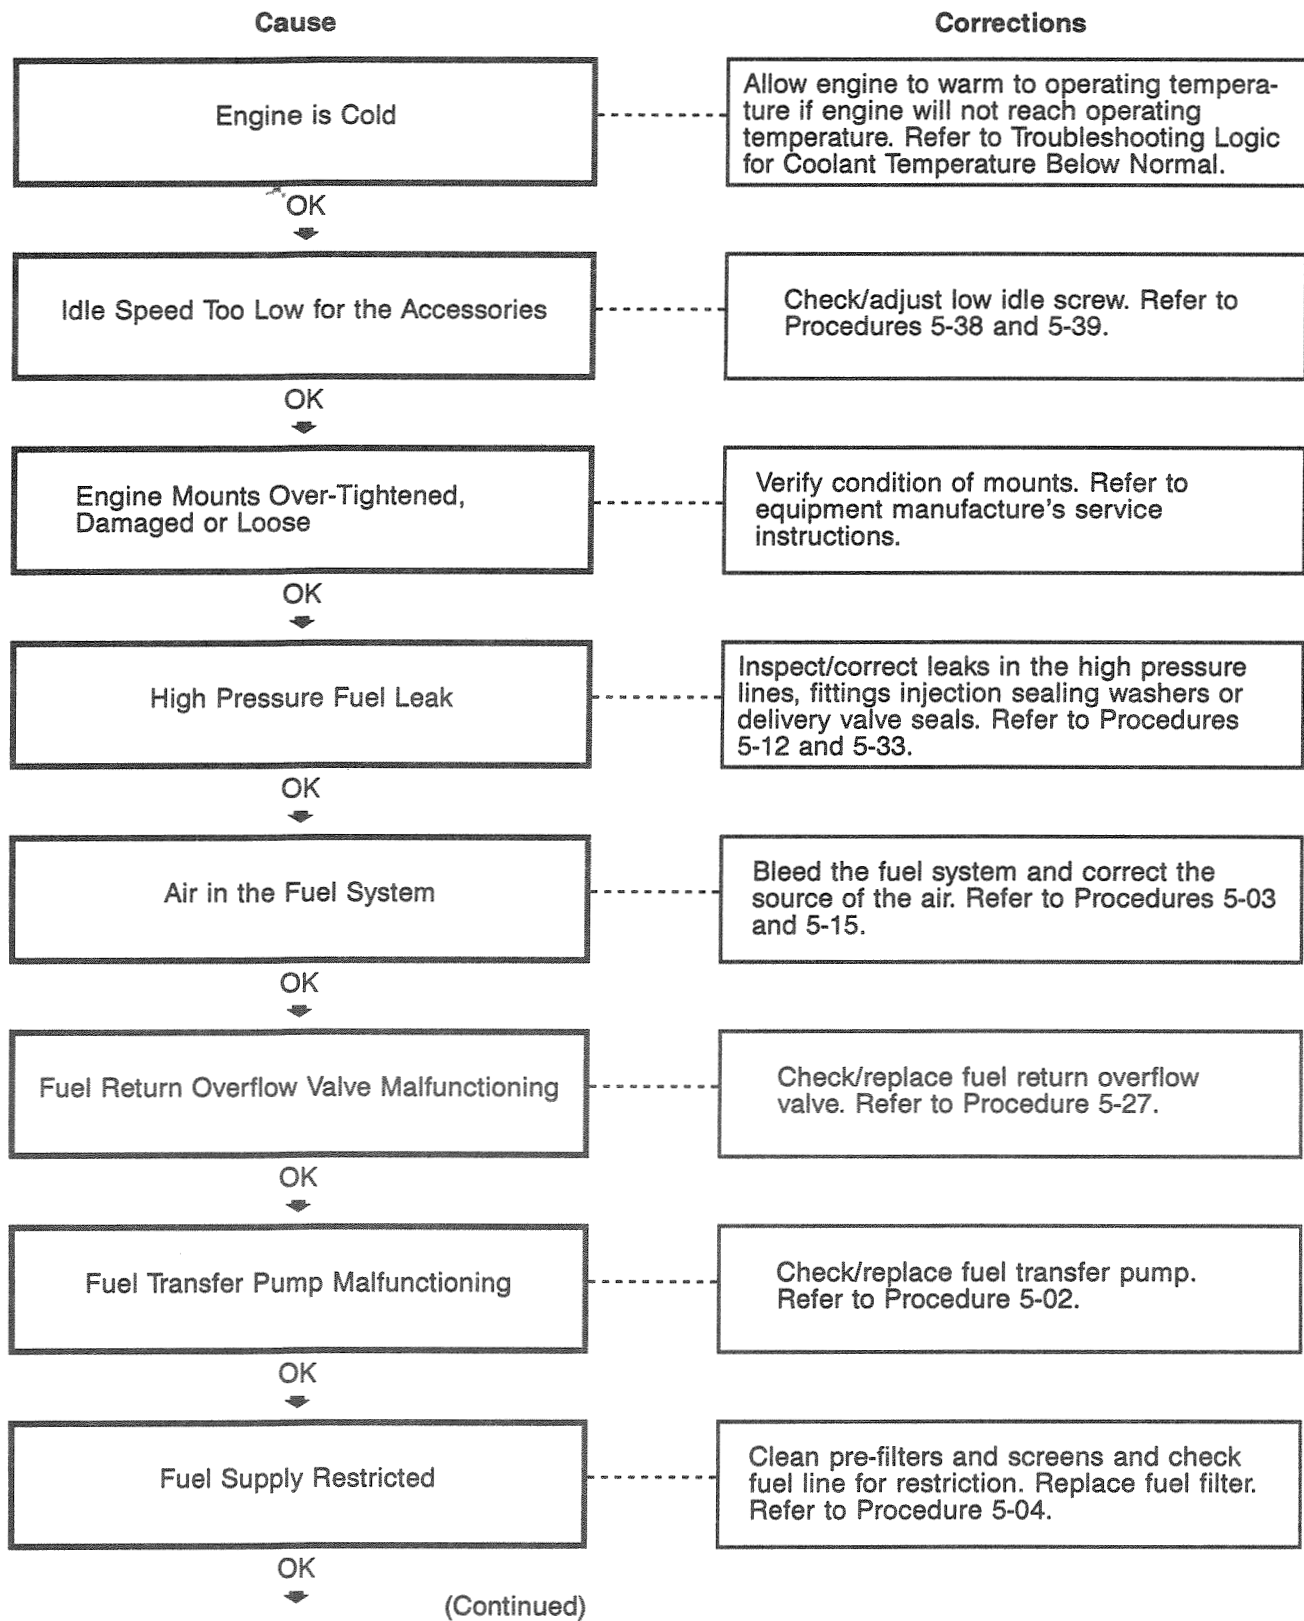 Cause
Corrections
Engine is Cold
Allow engine to warm to operating tempera-
ture if engine will not reach operating
temperature. Refer to Troubleshooting Logic
for Coolant Temperature Below Normal.
OK
Idle Speed Too Low for the Accessories
Check/adjust low idle screw. Refer to
Procedures 5-38 and 5-39.
OK
Engine Mounts Over-Tightened,
Damaged or Loose
Verify condition of mounts. Refer to
equipment manufacture's service
instructions.
OK
High Pressure Fuel Leak
Inspect/correct leaks in the high pressure
lines, fittings injection sealing washers or
delivery valve seals. Refer to Procedures
5-12 and 5-33.
OK
Air in the Fuel System
Bleed the fuel system and correct the
source of the air. Refer to Procedures 5-03
and 5-15.
OK
Fuel Return Overflow Valve Malfunctioning
Check/replace fuel return overflow
valve. Refer to Procedure 5-27.
OK
Fuel Transfer Pump Malfunctioning
Check/replace fuel transfer pump.
Refer to Procedure 5-02.
OK
Fuel Supply Restricted
Clean pre-filters and screens and check
fuel line for restriction. Replace fuel filter.
Refer to Procedure 5-04.
OK
(Continued)